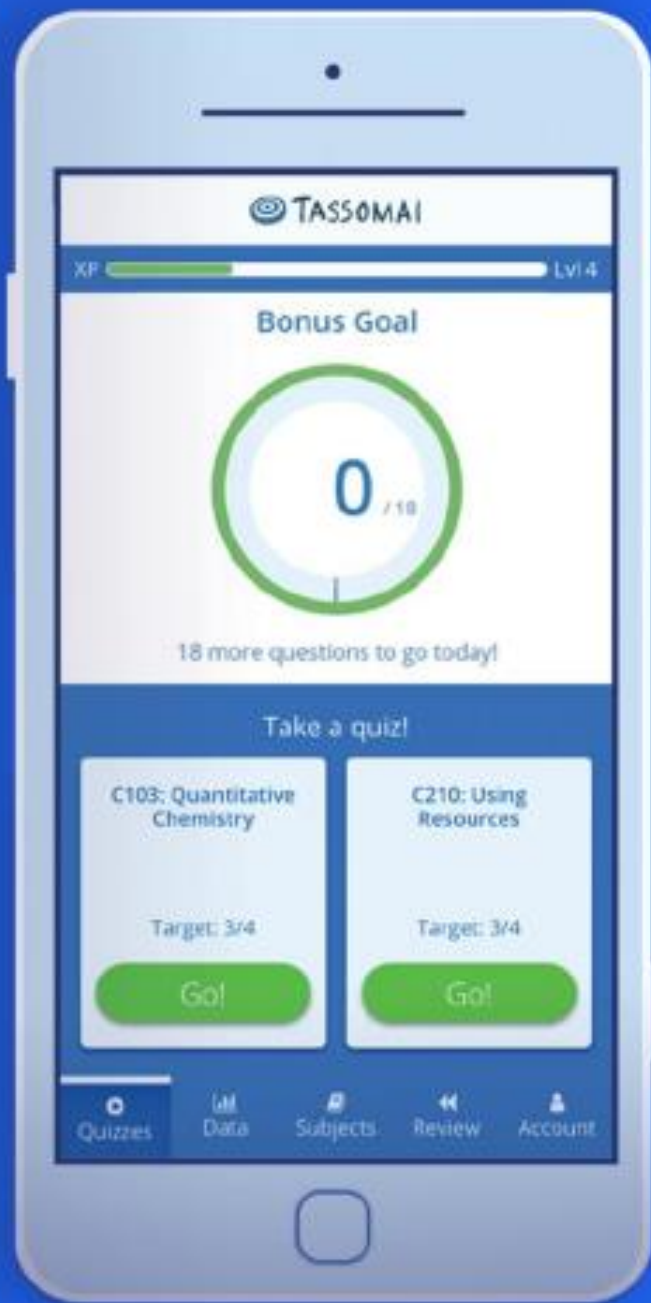 TASSOMAI
XP Lvl 4
Bonus Goal
0 / 18
18 more questions to go today!
Take a quiz!
C103: Quantitative
Chemistry
Target: 3/4
Go!
C210: Using
Resources
Target: 3/4
Go!
Quizzes Data Subjects Review Account